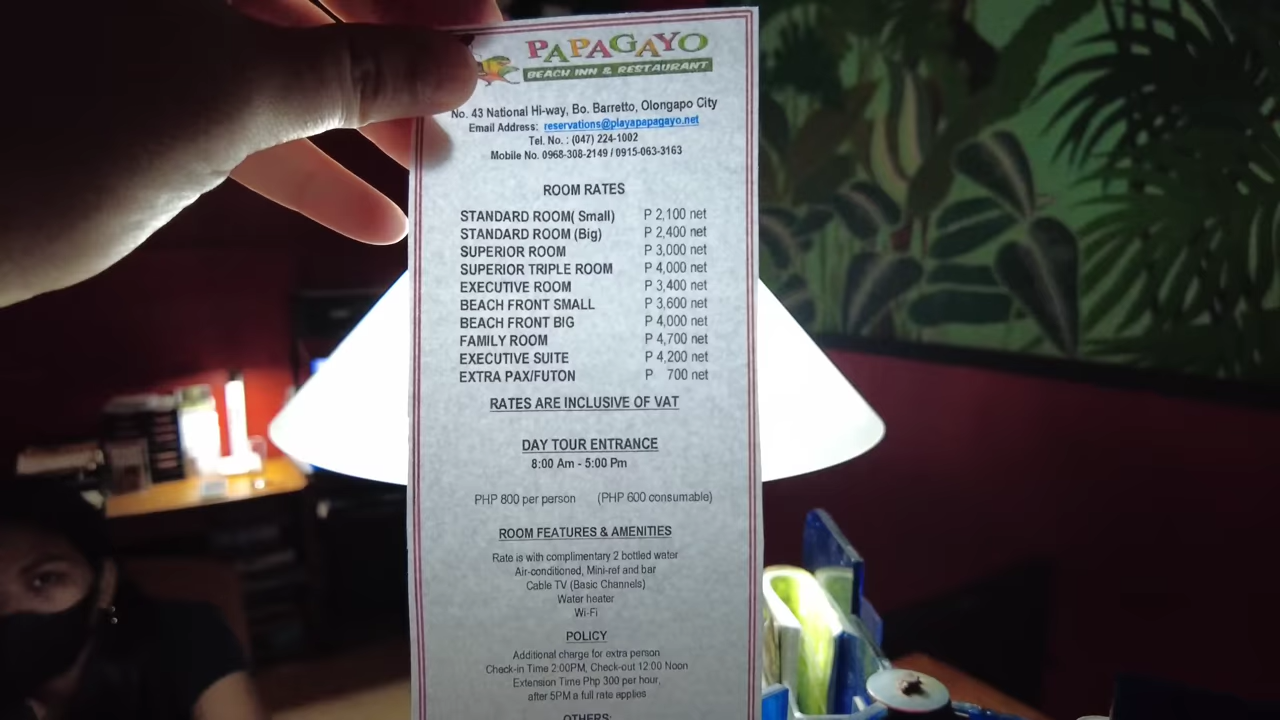 PAPAGAYO
BEACH INN & RESTAURANT
No. 43 National Hi-way, Bo. Barretto, Olongapo City
Email Address: reservations@playapapagayo.net
Tel. No. : (047) 224-1002
Mobile No. 0968-308-2149 / 0915-063-3163
ROOM RATES
STANDARD ROOM( Small) P 2,100 net
STANDARD ROOM (Big) P 2,400 net
SUPERIOR ROOM P 3,000 net
SUPERIOR TRIPLE ROOM P 4,000 net
EXECUTIVE ROOM P 3,400 net
BEACH FRONT SMALL P 3,600 net
BEACH FRONT BIG P 4,000 net
FAMILY ROOM P 4,700 net
EXECUTIVE SUITE P 4,200 net
EXTRA PAX/FUTON P 700 net
RATES ARE INCLUSIVE OF VAT
DAY TOUR ENTRANCE
8:00 Am - 5:00 Pm
PHP 800 per person (PHP 600 consumable)
ROOM FEATURES & AMENITIES
Rate is with complimentary 2 bottled water
Air-conditioned, Mini-ref and bar
Cable TV (Basic Channels)
Water heater
Wi-Fi
POLICY
Additional charge for extra person
Check-in Time 2:00PM, Check-out 12:00 Noon
Extension Time Php 300 per hour,
after 5PM a full rate applies
OTHERS: